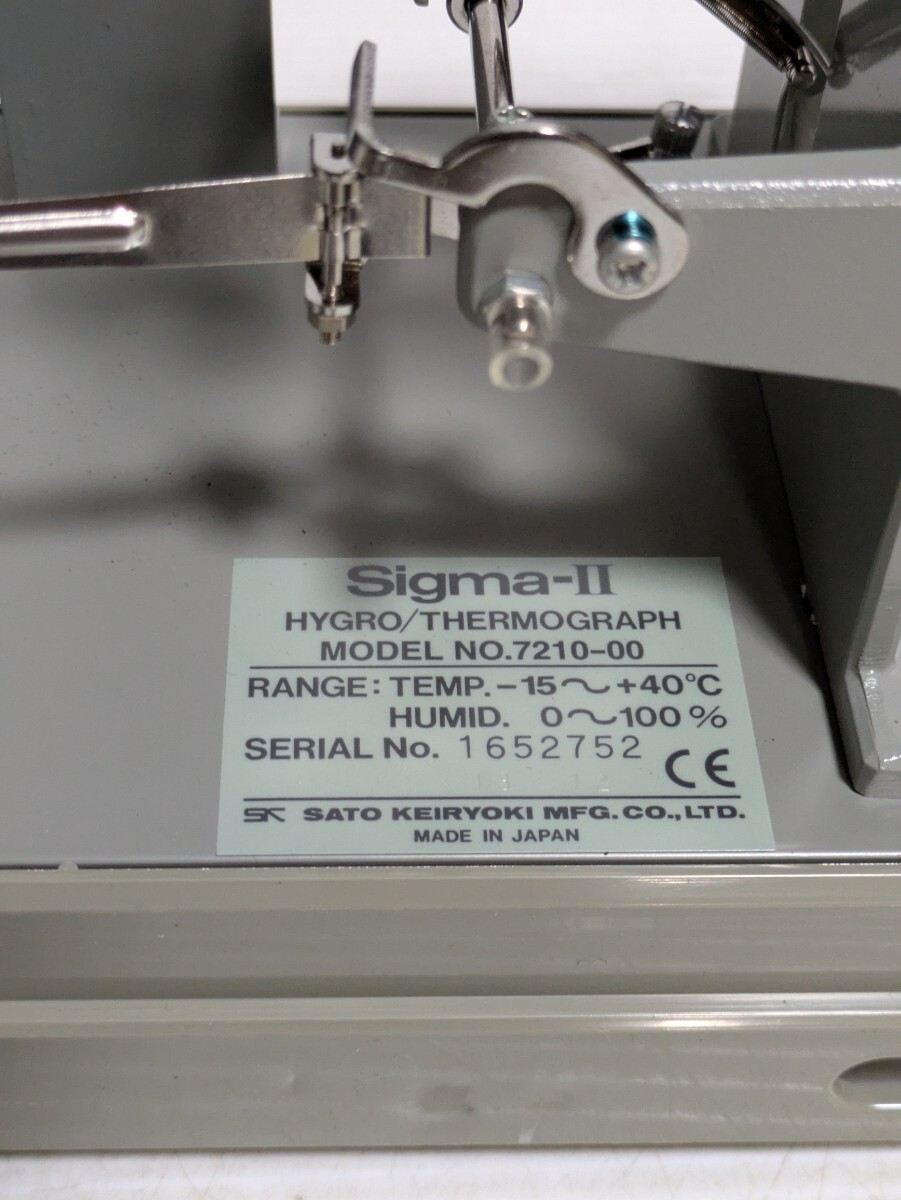 Sigma-II
HYGRO/THERMOGRAPH
MODEL NO.7210-00
RANGE: TEMP. -15～+40°C
HUMID. 0～100%
SERIAL No. 1652752
CE
SK SATO KEIRYOKI MFG. CO., LTD.
MADE IN JAPAN